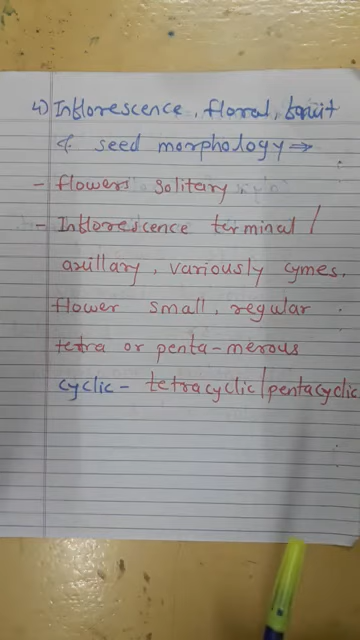 4) Inflorescence, floral, fruit
& seed morphology ⇒
- flowers solitary
- Inflorescence terminal /
axillary, variously cymes.
flower small, regular
tetra or penta-merous
cyclic - tetracyclic/pentacyclic